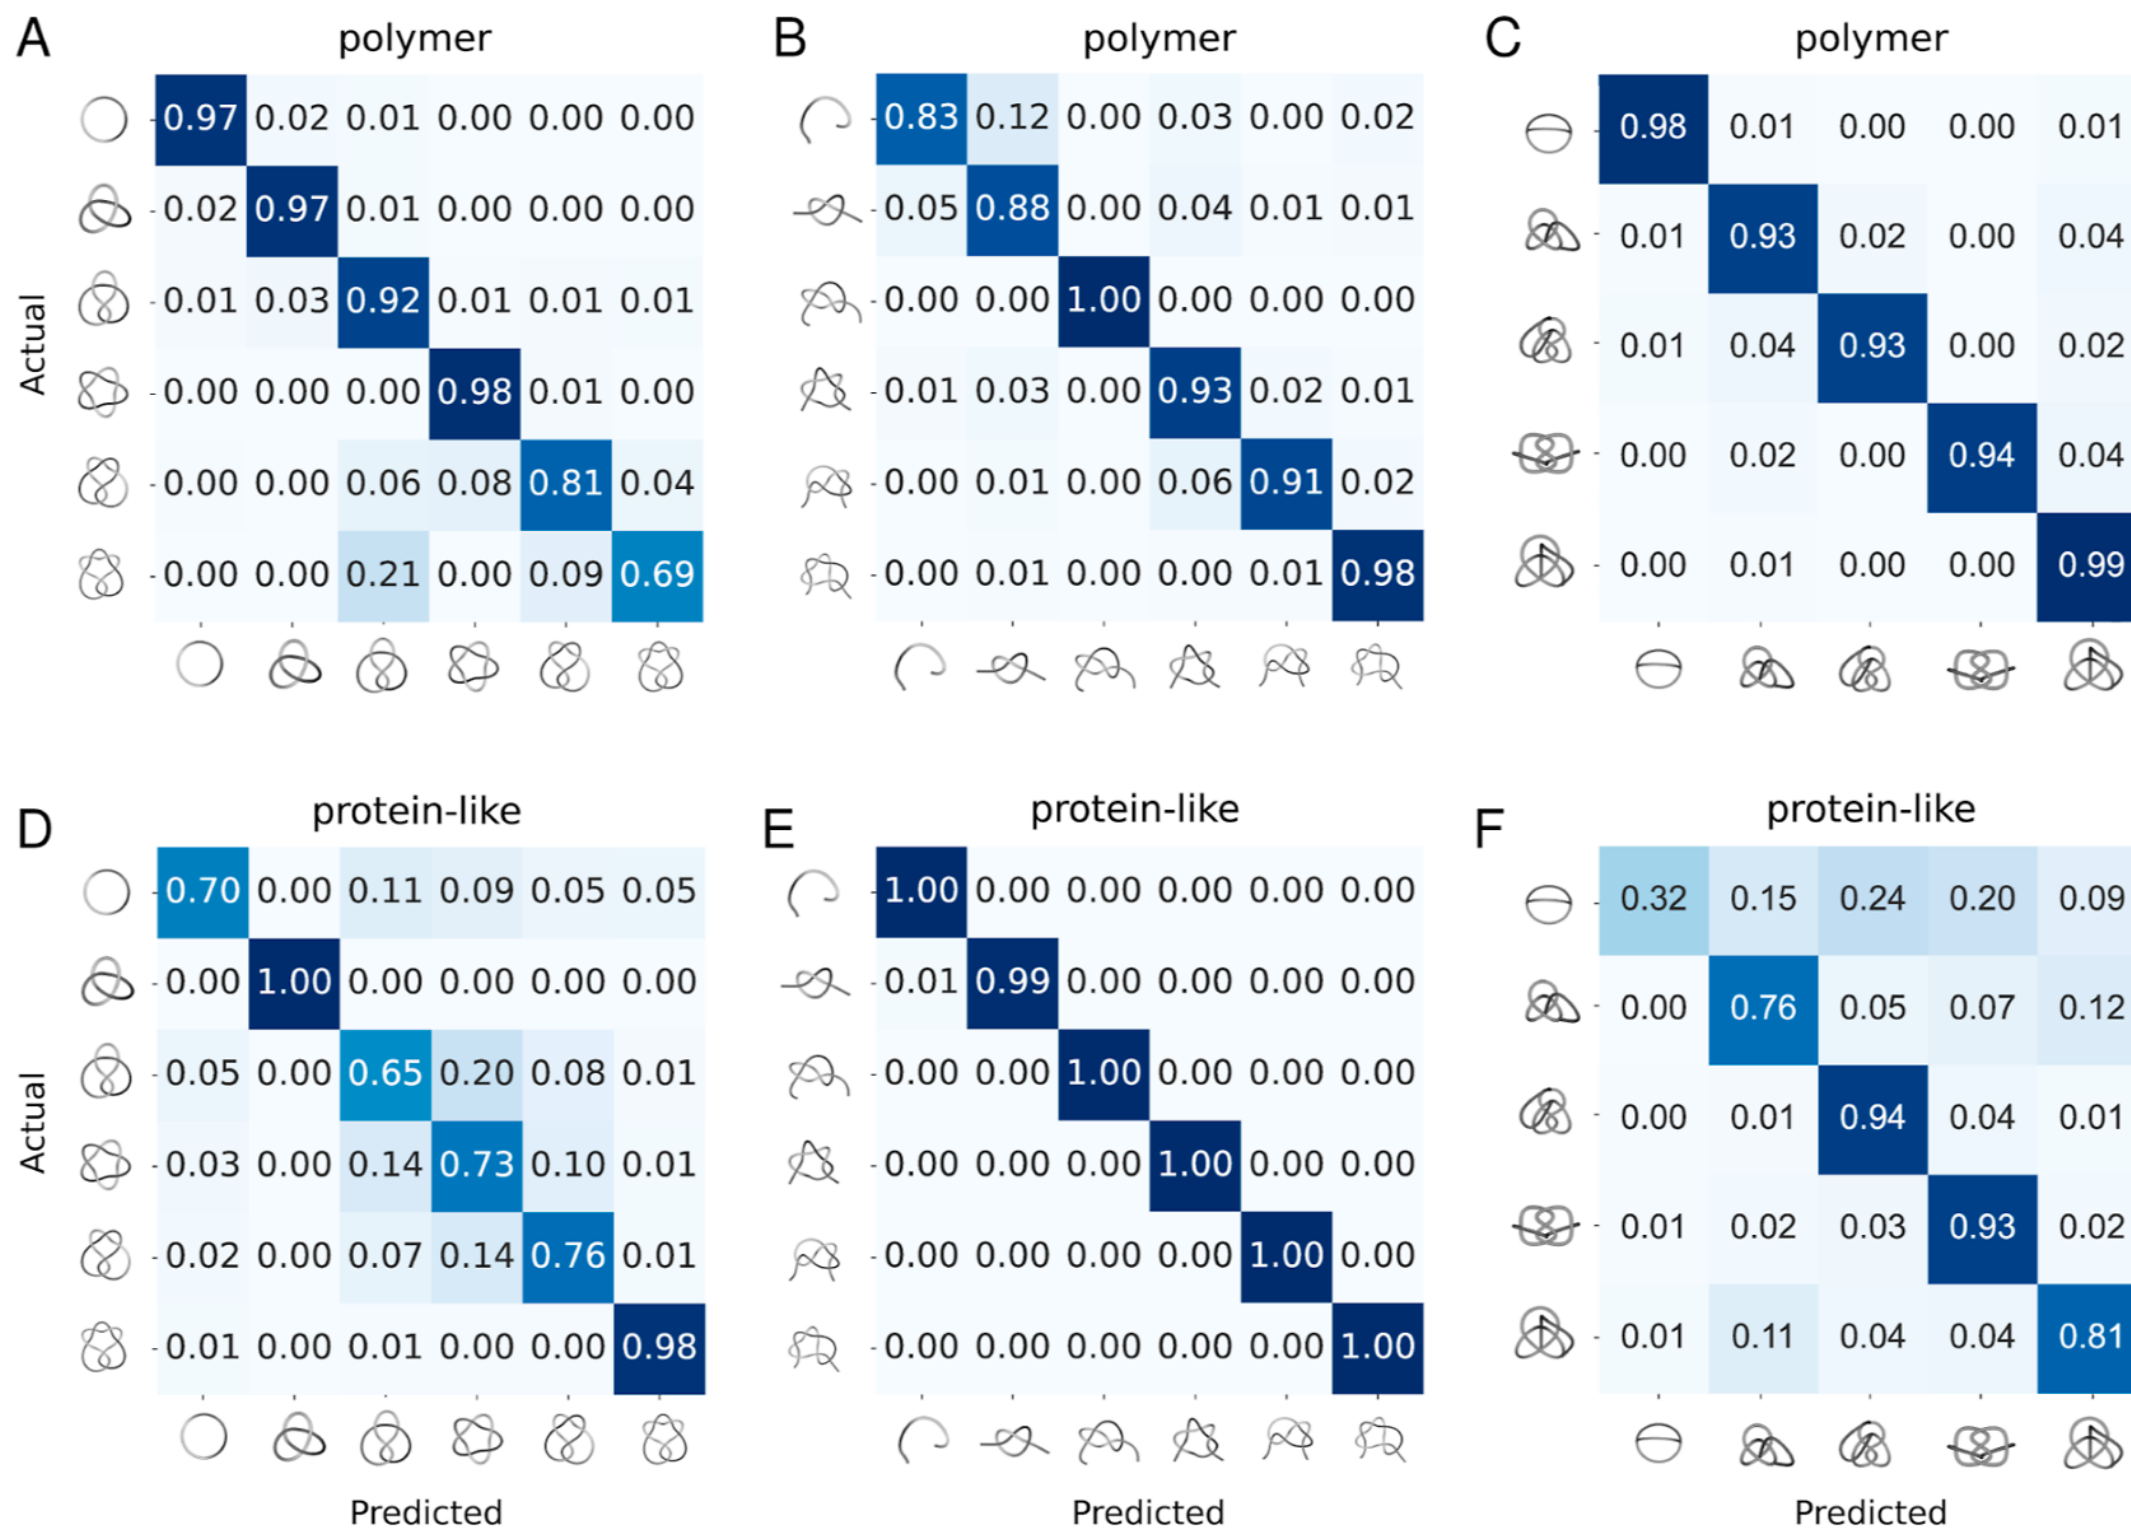 A polymer
0.97 0.02 0.01 0.00 0.00 0.00
0.02 0.97 0.01 0.00 0.00 0.00
0.01 0.03 0.92 0.01 0.01 0.01
0.00 0.00 0.00 0.98 0.01 0.00
0.00 0.00 0.06 0.08 0.81 0.04
0.00 0.00 0.21 0.00 0.09 0.69
Actual
B polymer
0.83 0.12 0.00 0.03 0.00 0.02
0.05 0.88 0.00 0.04 0.01 0.01
0.00 0.00 1.00 0.00 0.00 0.00
0.01 0.03 0.00 0.93 0.02 0.01
0.00 0.01 0.00 0.06 0.91 0.02
0.00 0.01 0.00 0.00 0.01 0.98
C polymer
0.98 0.01 0.00 0.00 0.01
0.01 0.93 0.02 0.00 0.04
0.01 0.04 0.93 0.00 0.02
0.00 0.02 0.00 0.94 0.04
0.00 0.01 0.00 0.00 0.99
D protein-like
0.70 0.00 0.11 0.09 0.05 0.05
0.00 1.00 0.00 0.00 0.00 0.00
0.05 0.00 0.65 0.20 0.08 0.01
0.03 0.00 0.14 0.73 0.10 0.01
0.02 0.00 0.07 0.14 0.76 0.01
0.01 0.00 0.01 0.00 0.00 0.98
Actual
Predicted
E protein-like
1.00 0.00 0.00 0.00 0.00 0.00
0.01 0.99 0.00 0.00 0.00 0.00
0.00 0.00 1.00 0.00 0.00 0.00
0.00 0.00 0.00 1.00 0.00 0.00
0.00 0.00 0.00 0.00 1.00 0.00
0.00 0.00 0.00 0.00 0.00 1.00
Predicted
F protein-like
0.32 0.15 0.24 0.20 0.09
0.00 0.76 0.05 0.07 0.12
0.00 0.01 0.94 0.04 0.01
0.01 0.02 0.03 0.93 0.02
0.01 0.11 0.04 0.04 0.81
Predicted